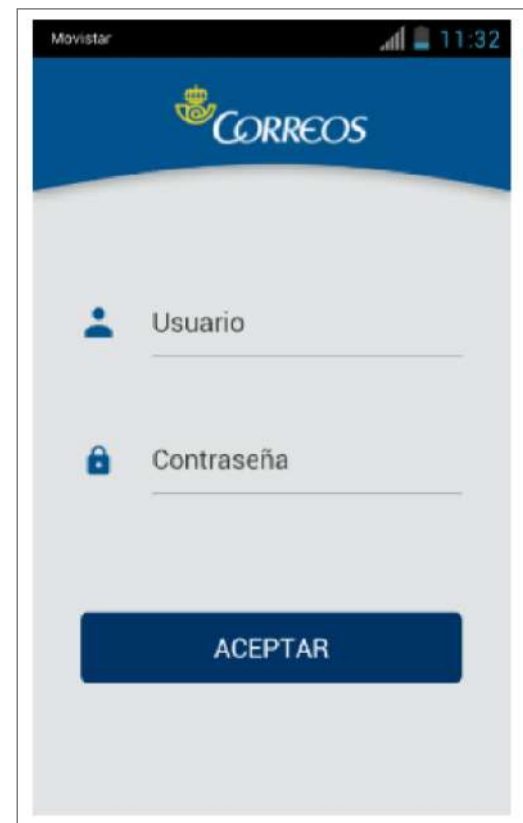 Movistar 11:32
CORREOS
Usuario
Contraseña
ACEPTAR